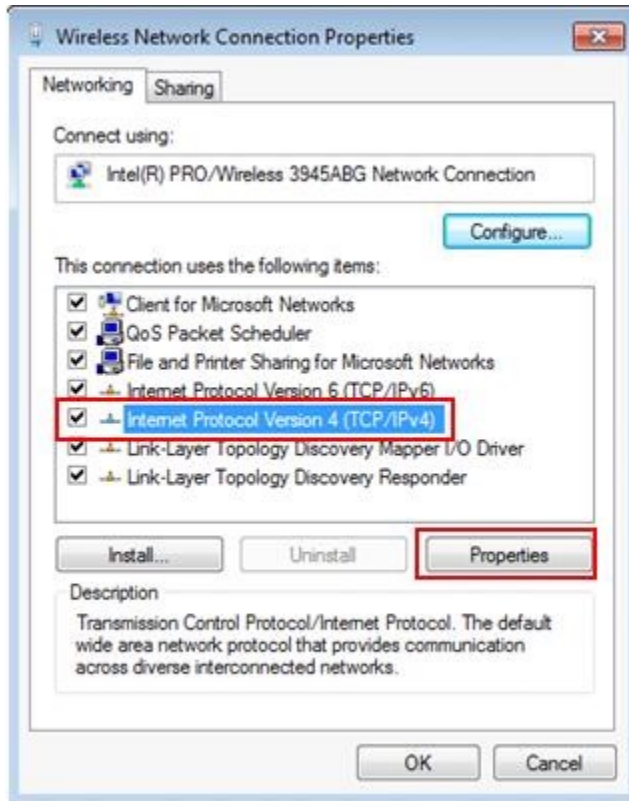 Wireless Network Connection Properties
Networking
Sharing
Connect using:
Intel(R) PRO/Wireless 3945ABG Network Connection
Configure...
This connection uses the following items:
Client for Microsoft Networks
QoS Packet Scheduler
File and Printer Sharing for Microsoft Networks
Internet Protocol Version 6 (TCP/IPv6)
Internet Protocol Version 4 (TCP/IPv4)
Link-Layer Topology Discovery Mapper I/O Driver
Link-Layer Topology Discovery Responder
Install...
Uninstall
Properties
Description
Transmission Control Protocol/Internet Protocol. The default
wide area network protocol that provides communication
across diverse interconnected networks.
OK
Cancel